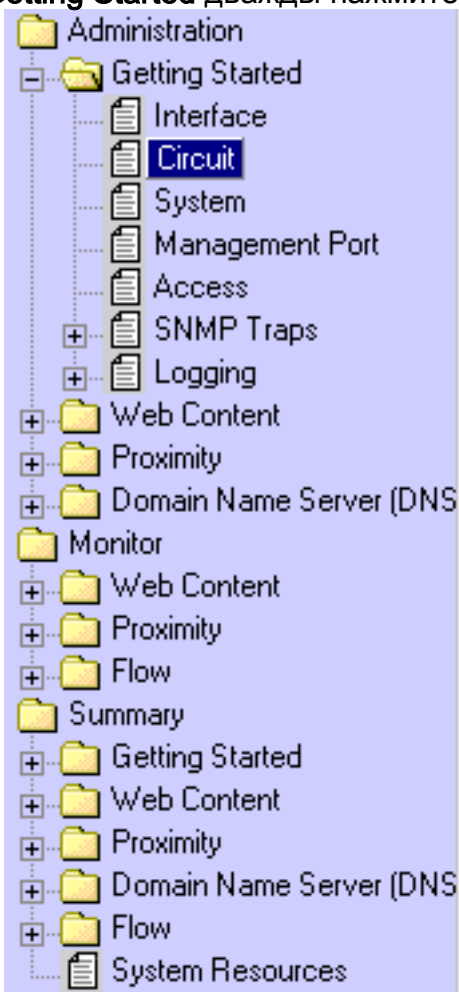 Getting Started дважды нажмите
Administration
Getting Started
Interface
Circuit
System
Management Port
Access
SNMP Traps
Logging
Web Content
Proximity
Domain Name Server (DNS
Monitor
Web Content
Proximity
Flow
Summary
Getting Started
Web Content
Proximity
Domain Name Server (DNS
Flow
System Resources